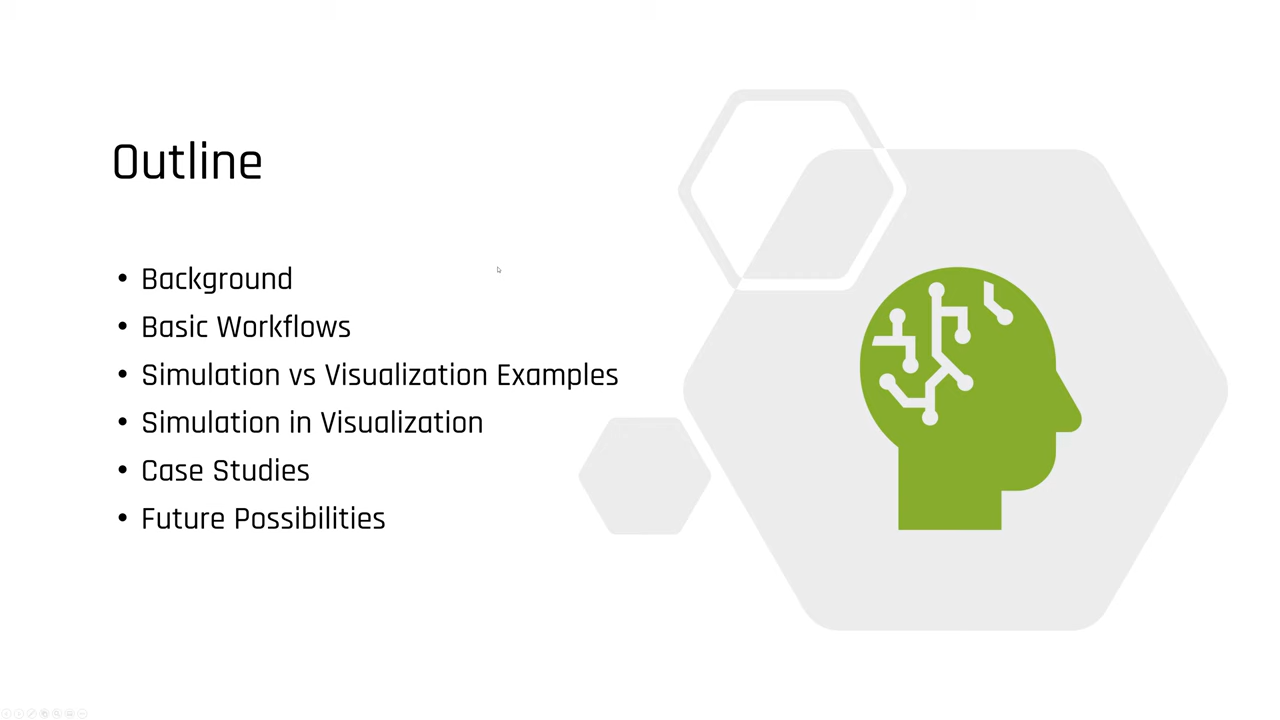 Outline
• Background
• Basic Workflows
• Simulation vs Visualization Examples
• Simulation in Visualization
• Case Studies
• Future Possibilities